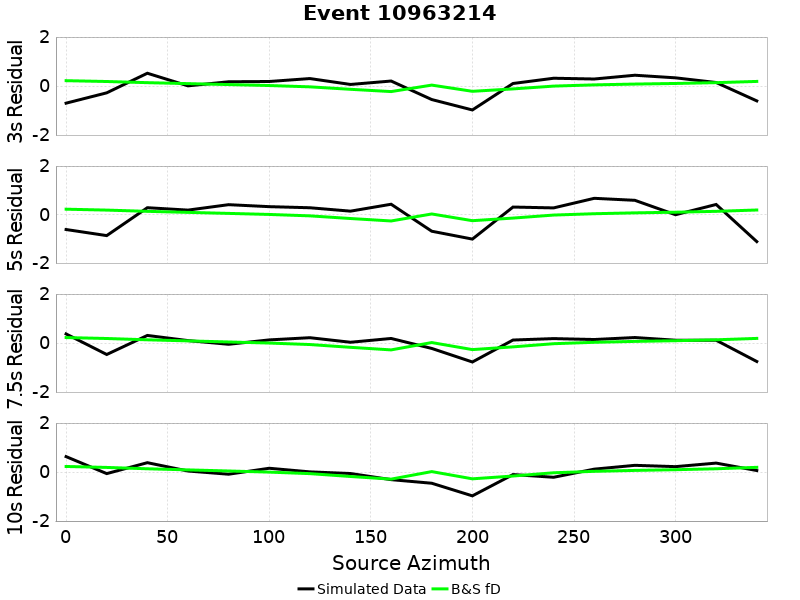 Event 10963214
3s Residual
2
0
-2
5s Residual
2
0
-2
7.5s Residual
2
0
-2
10s Residual
2
0
-2
0 50 100 150 200 250 300
Source Azimuth
Simulated Data B&S fD